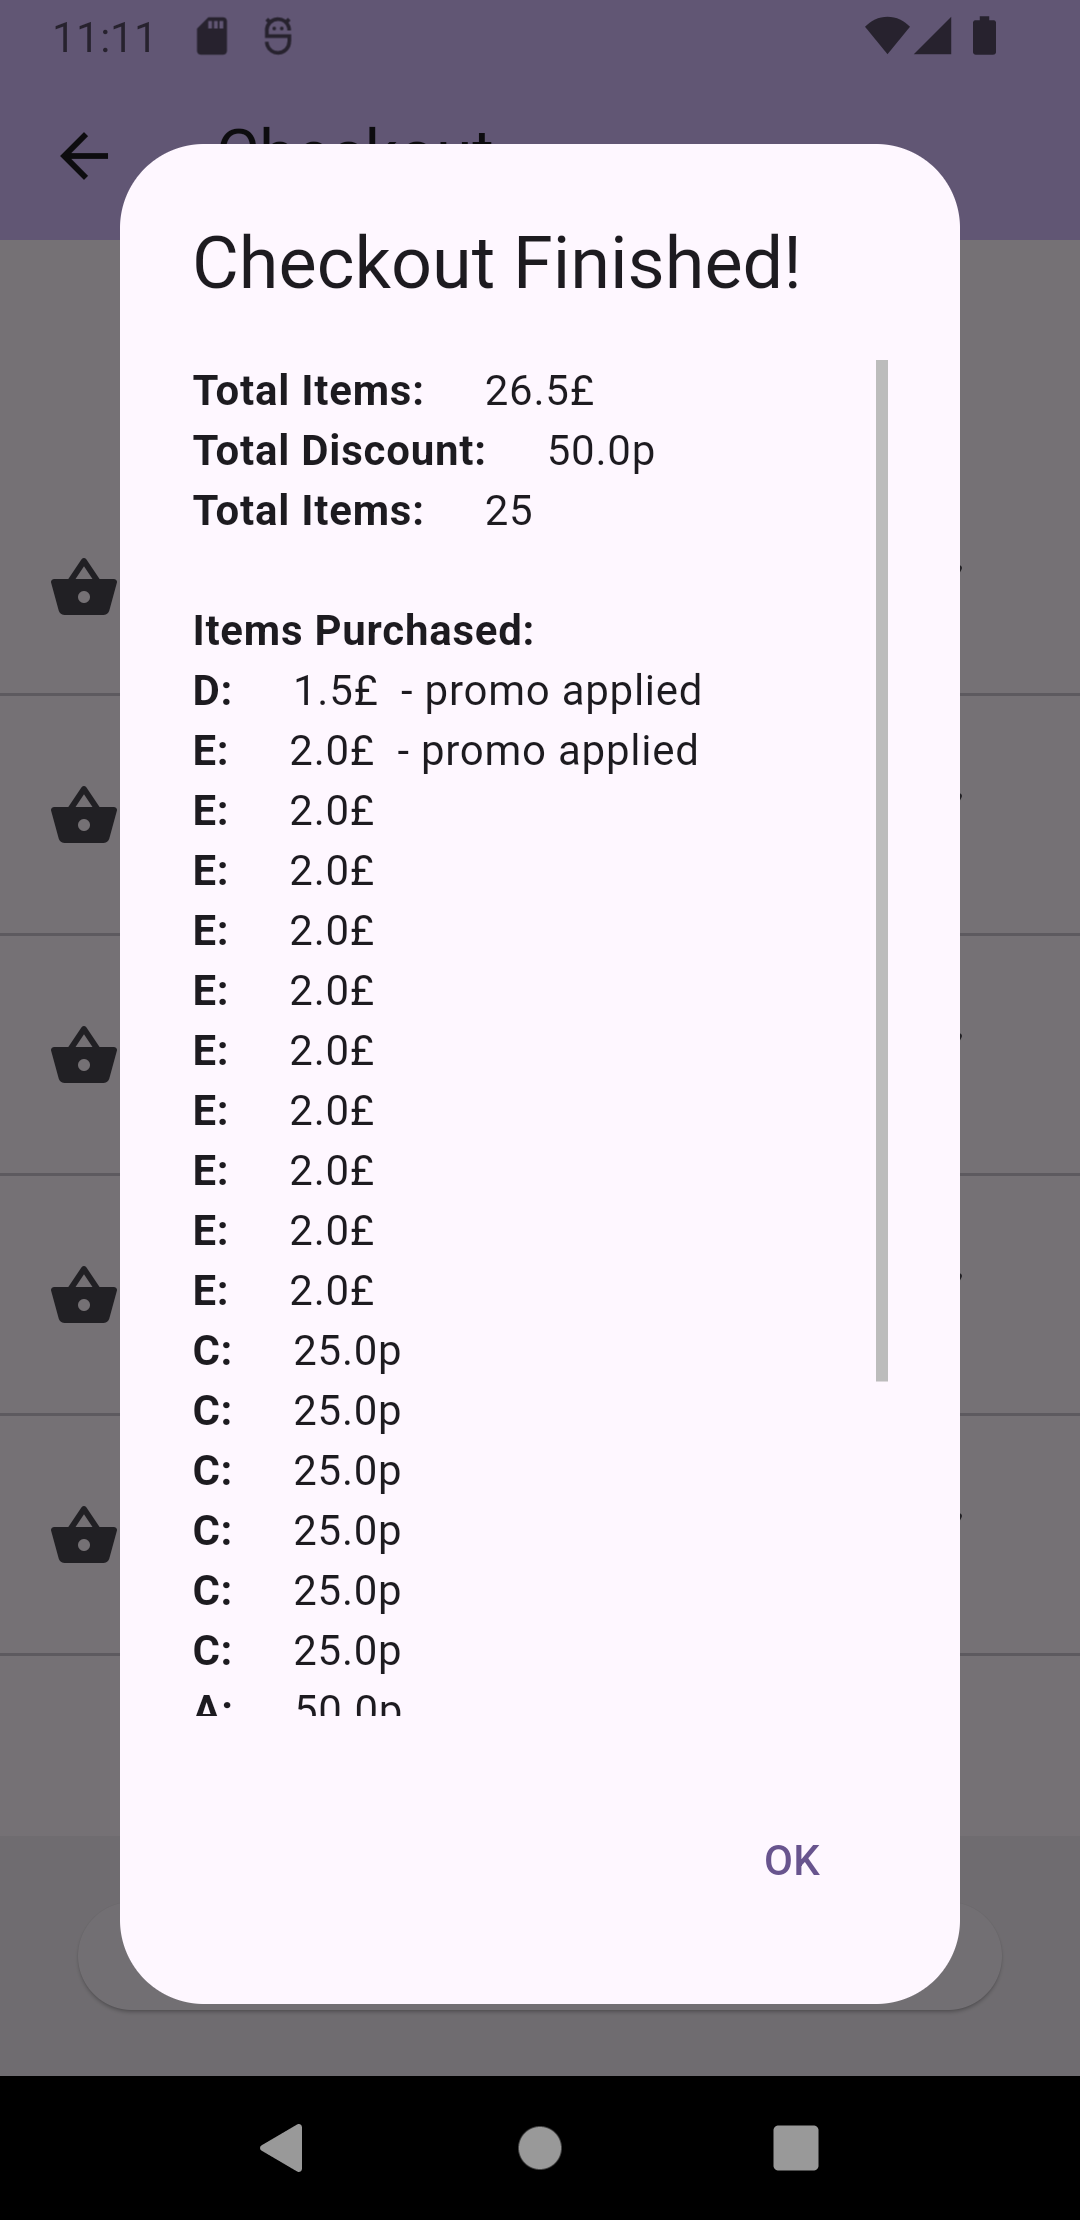 11:11
Checkout
Checkout Finished!
Total Items: 26.5£
Total Discount: 50.0p
Total Items: 25
Items Purchased:
D: 1.5£ - promo applied
E: 2.0£ - promo applied
E: 2.0£
E: 2.0£
E: 2.0£
E: 2.0£
E: 2.0£
E: 2.0£
E: 2.0£
E: 2.0£
E: 2.0£
C: 25.0p
C: 25.0p
C: 25.0p
C: 25.0p
C: 25.0p
C: 25.0p
A: 50.0p
OK